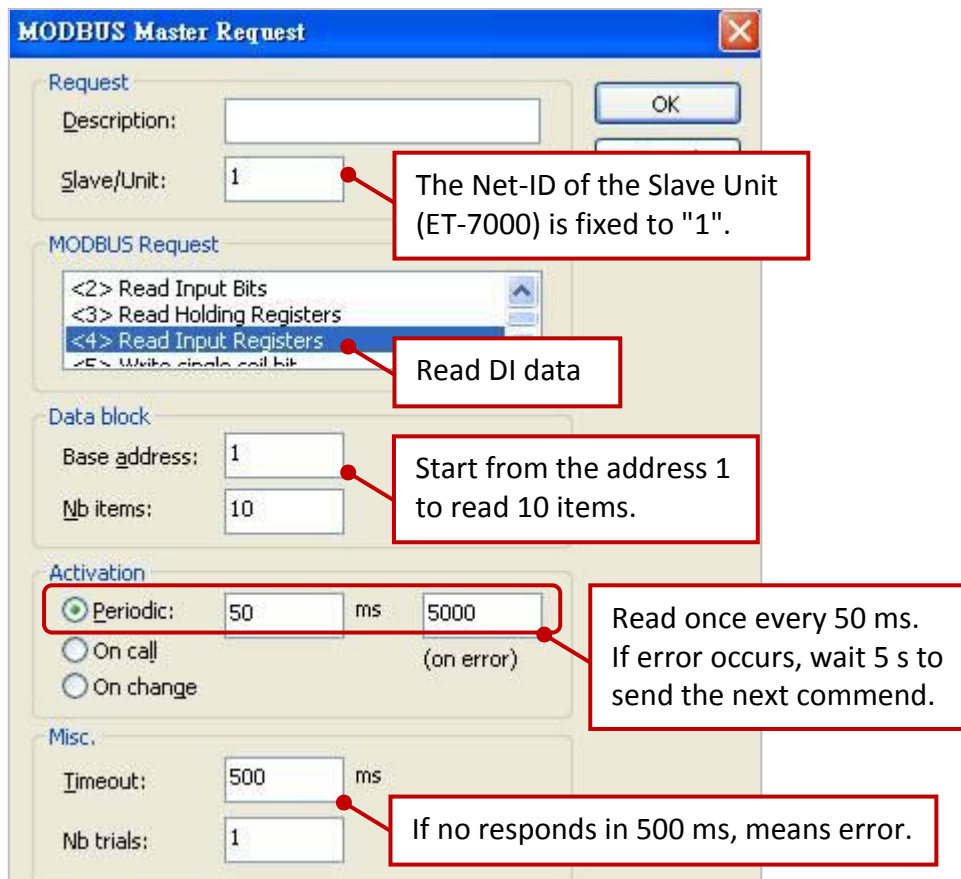 MODBUS Master Request
Request
OK
Description:
Slave/Unit: 1
The Net-ID of the Slave Unit
(ET-7000) is fixed to "1".
MODBUS Request
<2> Read Input Bits
<3> Read Holding Registers
<4> Read Input Registers
<5> Write single coil bit
Read DI data
Data block
Base address: 1
Start from the address 1
to read 10 items.
Nb items: 10
Activation
Periodic: 50 ms 5000
Read once every 50 ms.
If error occurs, wait 5 s to
send the next commend.
On call (on error)
On change
Misc.
Timeout: 500 ms
If no responds in 500 ms, means error.
Nb trials: 1